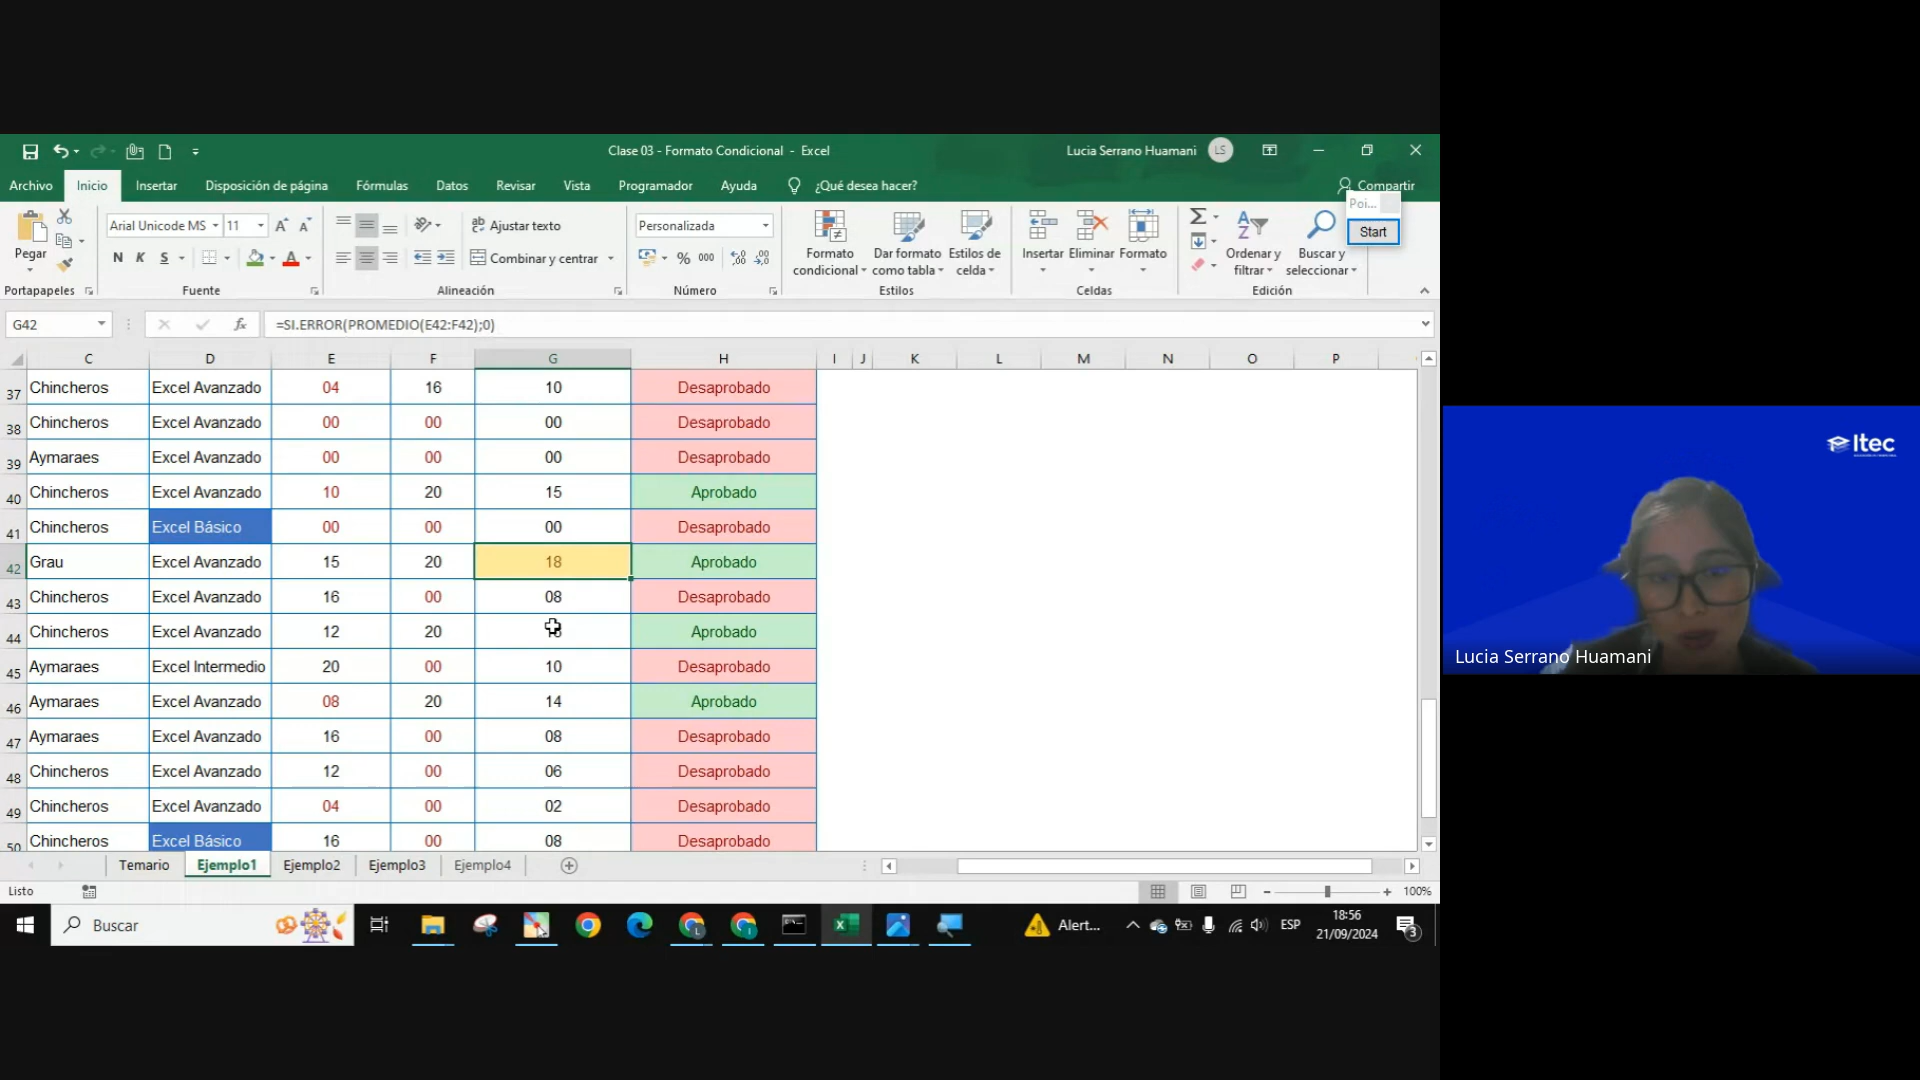 Clase 03 - Formato Condicional - Excel
Lucia Serrano Huamani LS
Archivo Inicio Insertar Disposición de página Fórmulas Datos Revisar Vista Programador Ayuda ¿Qué desea hacer? Compartir
Poi...
Start
Pegar
Portapapeles
Arial Unicode MS 11
N K S
Fuente
Ajustar texto
Combinar y centrar
Alineación
Personalizada
% 000
Número
Formato condicional
Dar formato como tabla
Estilos de celda
Estilos
Insertar Eliminar Formato
Celdas
Ordenar y filtrar
Buscar y seleccionar
Edición
G42 fx =SI.ERROR(PROMEDIO(E42:F42);0)
C D E F G H I J K L M N O P
37 Chincheros Excel Avanzado 04 16 10 Desaprobado
38 Chincheros Excel Avanzado 00 00 00 Desaprobado
39 Aymaraes Excel Avanzado 00 00 00 Desaprobado
40 Chincheros Excel Avanzado 10 20 15 Aprobado
41 Chincheros Excel Básico 00 00 00 Desaprobado
42 Grau Excel Avanzado 15 20 18 Aprobado
43 Chincheros Excel Avanzado 16 00 08 Desaprobado
44 Chincheros Excel Avanzado 12 20 Aprobado
45 Aymaraes Excel Intermedio 20 00 10 Desaprobado
46 Aymaraes Excel Avanzado 08 20 14 Aprobado
47 Aymaraes Excel Avanzado 16 00 08 Desaprobado
48 Chincheros Excel Avanzado 12 00 06 Desaprobado
49 Chincheros Excel Avanzado 04 00 02 Desaprobado
50 Chincheros Excel Básico 16 00 08 Desaprobado
Temario Ejemplo1 Ejemplo2 Ejemplo3 Ejemplo4
Listo 100%
Buscar
Alert... ESP
18:56
21/09/2024
3
Itec
Lucia Serrano Huamani